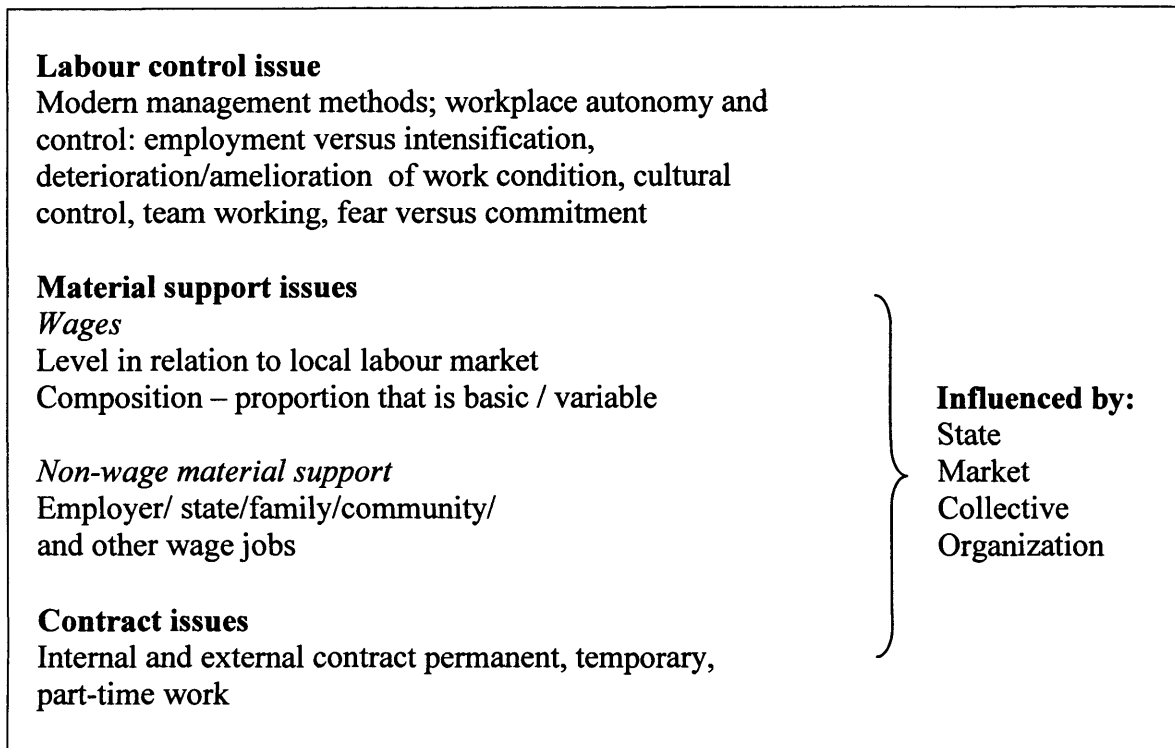 Labour control issue
Modern management methods; workplace autonomy and
control: employment versus intensification,
deterioration/amelioration of work condition, cultural
control, team working, fear versus commitment
Material support issues
Wages
Level in relation to local labour market
Composition – proportion that is basic / variable
Non-wage material support
Employer/ state/family/community/
and other wage jobs
Contract issues
Internal and external contract permanent, temporary,
part-time work
Influenced by:
State
Market
Collective
Organization